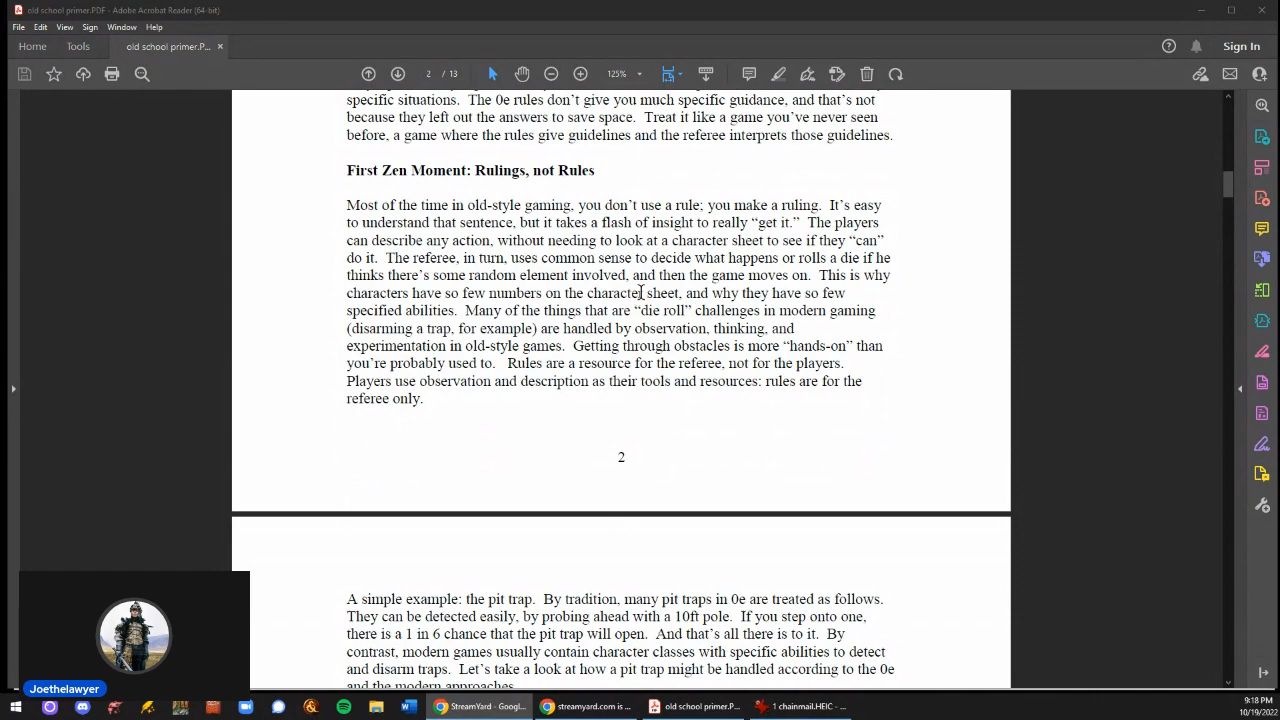 old school primer.PDF - Adobe Acrobat Reader (64-bit)
File Edit View Sign Window Help
Home Tools old school primer.P... × Sign In
2 / 13 125%
specific situations. The 0e rules don't give you much specific guidance, and that's not
because they left out the answers to save space. Treat it like a game you've never seen
before, a game where the rules give guidelines and the referee interprets those guidelines.
First Zen Moment: Rulings, not Rules
Most of the time in old-style gaming, you don't use a rule; you make a ruling. It's easy
to understand that sentence, but it takes a flash of insight to really “get it.” The players
can describe any action, without needing to look at a character sheet to see if they “can”
do it. The referee, in turn, uses common sense to decide what happens or rolls a die if he
thinks there's some random element involved, and then the game moves on. This is why
characters have so few numbers on the character sheet, and why they have so few
specified abilities. Many of the things that are “die roll” challenges in modern gaming
(disarming a trap, for example) are handled by observation, thinking, and
experimentation in old-style games. Getting through obstacles is more “hands-on” than
you're probably used to. Rules are a resource for the referee, not for the players.
Players use observation and description as their tools and resources: rules are for the
referee only.
2
A simple example: the pit trap. By tradition, many pit traps in 0e are treated as follows.
They can be detected easily, by probing ahead with a 10ft pole. If you step onto one,
there is a 1 in 6 chance that the pit trap will open. And that's all there is to it. By
contrast, modern games usually contain character classes with specific abilities to detect
and disarm traps. Let's take a look at how a pit trap might be handled according to the 0e
and the modern approaches.
Joethelawyer
StreamYard - Googl... streamyard.com is ... old school primer.P... 1 chainmail.HEIC - ...
9:18 PM
10/19/2022